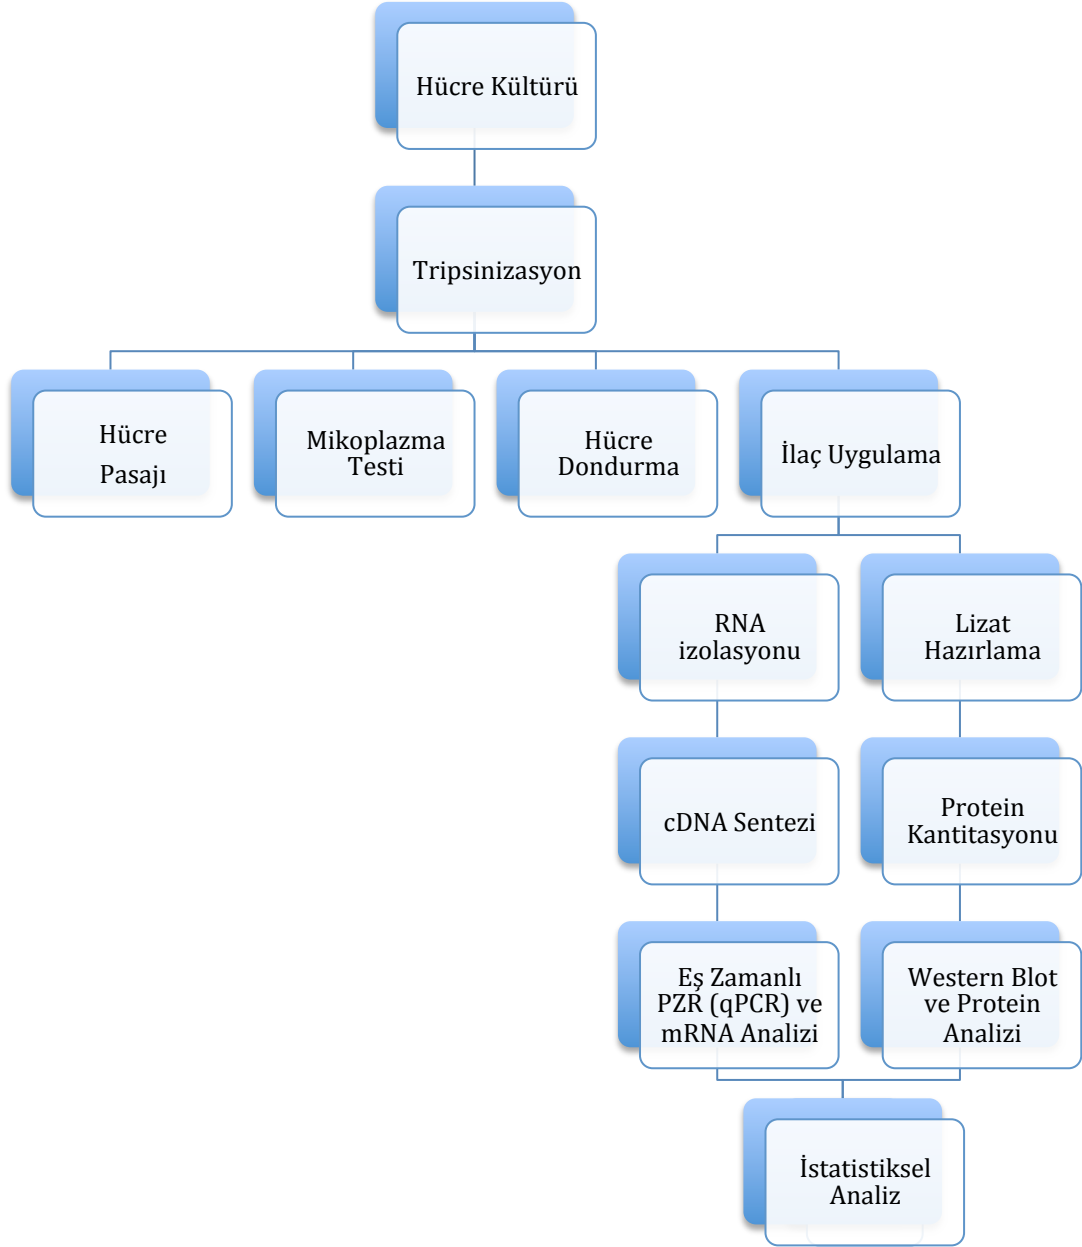 Hücre Kültürü
Tripsinizasyon
Hücre
Pasajı
Mikoplazma
Testi
Hücre
Dondurma
İlaç Uygulama
RNA
izolasyonu
Lizat
Hazırlama
cDNA Sentezi
Protein
Kantitasyonu
Eş Zamanlı
PZR (qPCR) ve
mRNA Analizi
Western Blot
ve Protein
Analizi
İstatistiksel
Analiz